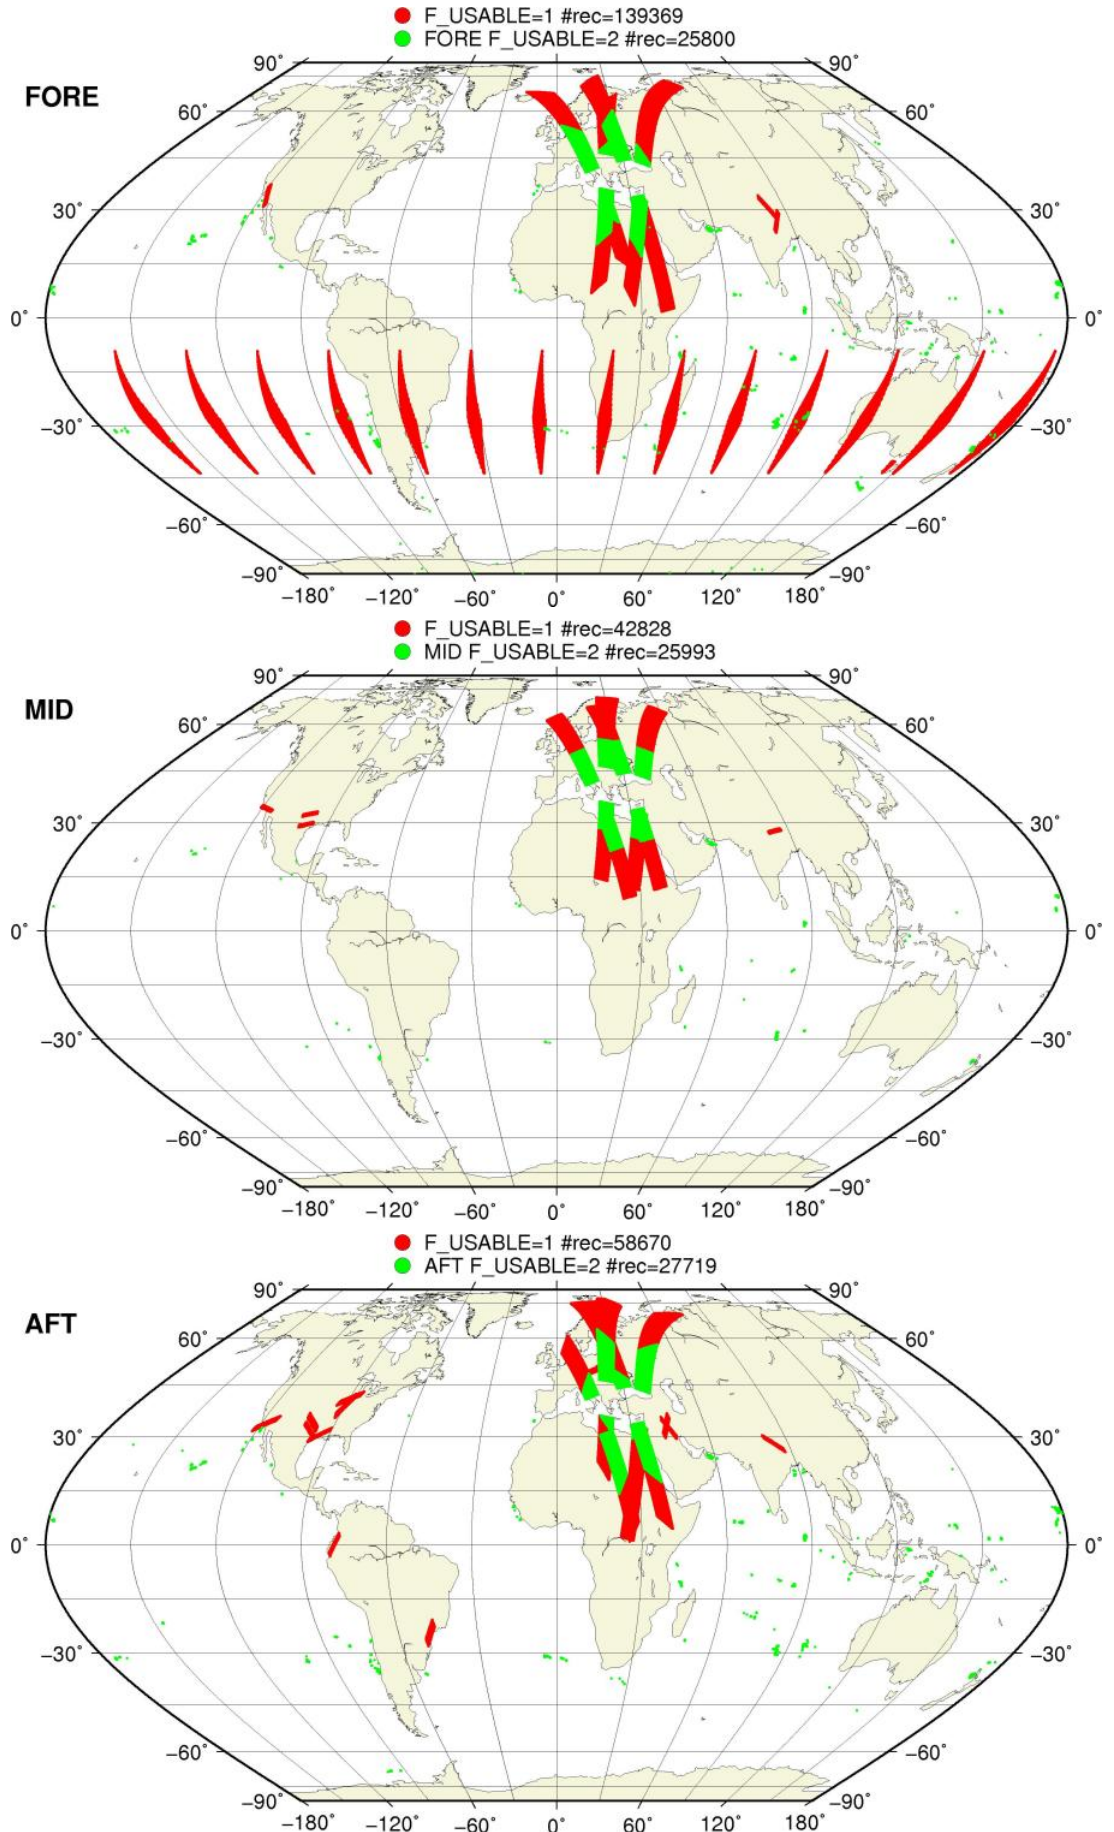 F_USABLE=1 #rec=139369
FORE F_USABLE=2 #rec=25800
FORE
90° 90°
60° 60°
30° 30°
0° 0°
−30° −30°
−60° −60°
−90° −90°
−180° −120° −60° 0° 60° 120° 180°
F_USABLE=1 #rec=42828
MID F_USABLE=2 #rec=25993
MID
90° 90°
60° 60°
30° 30°
0° 0°
−30° −30°
−60° −60°
−90° −90°
−180° −120° −60° 0° 60° 120° 180°
F_USABLE=1 #rec=58670
AFT F_USABLE=2 #rec=27719
AFT
90° 90°
60° 60°
30° 30°
0° 0°
−30° −30°
−60° −60°
−90° −90°
−180° −120° −60° 0° 60° 120° 180°